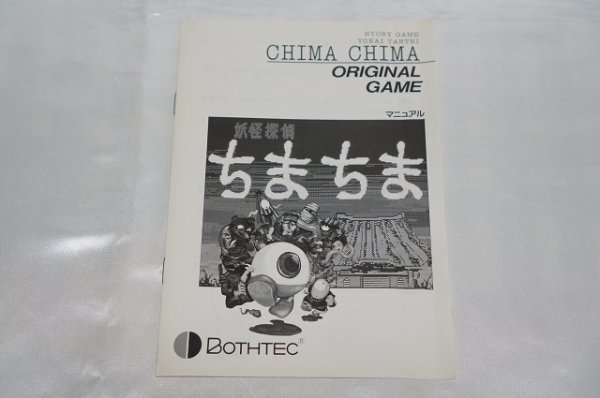 STORY GAME
YOKAI TANTEI
CHIMA CHIMA
ORIGINAL
GAME
マニュアル
妖怪探偵
ちまちま
BOTHTEC®